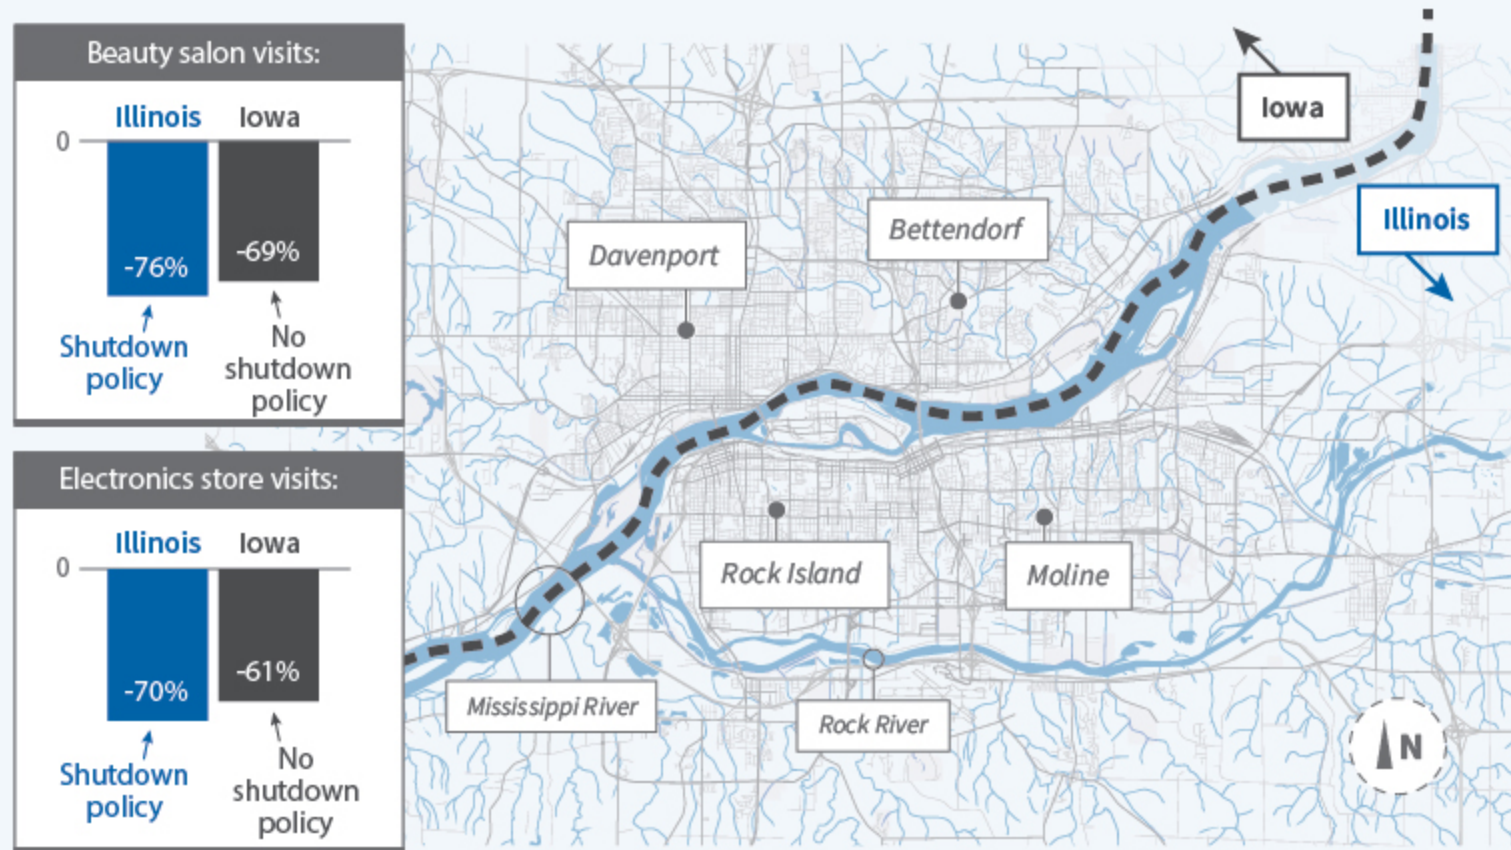 Beauty salon visits:
Illinois Iowa
0
-76%
-69%
Shutdown
policy
No
shutdown
policy
Electronics store visits:
Illinois Iowa
0
-70%
-61%
Shutdown
policy
No
shutdown
policy
Iowa
Illinois
Bettendorf
Davenport
Rock Island
Moline
Mississippi River
Rock River
N